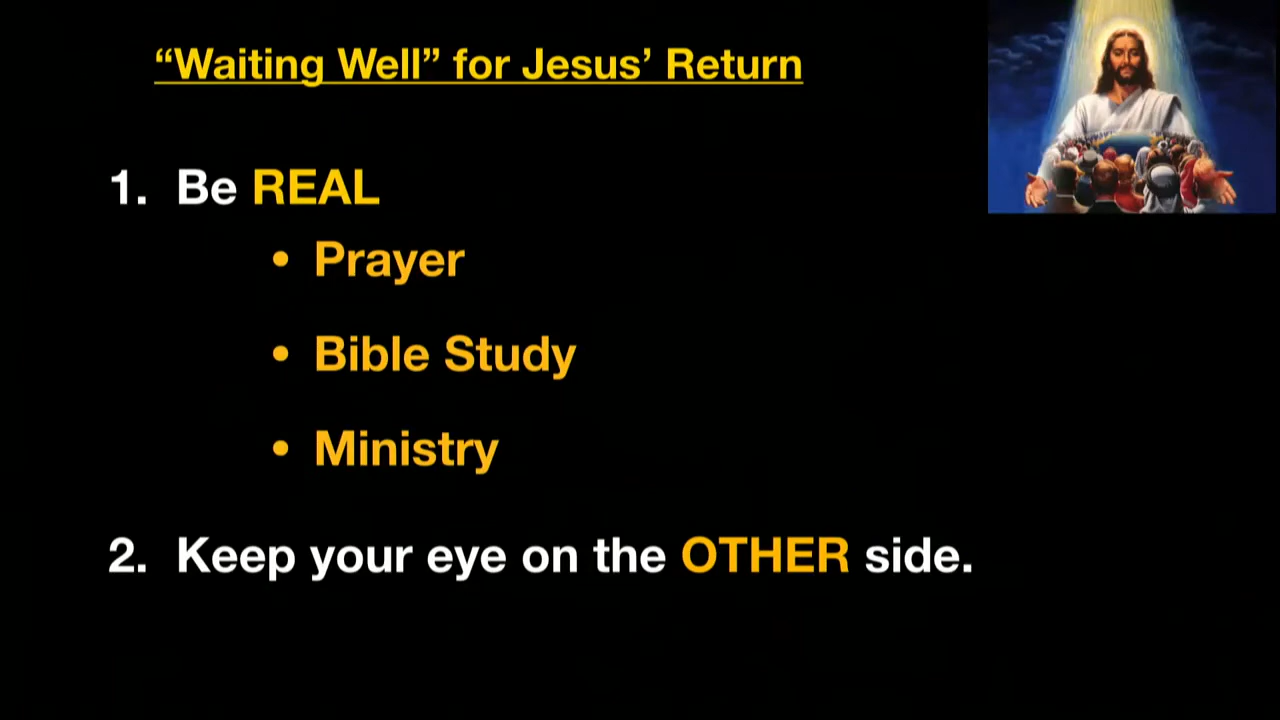 “Waiting Well” for Jesus’ Return
1. Be REAL
• Prayer
• Bible Study
• Ministry
2. Keep your eye on the OTHER side.